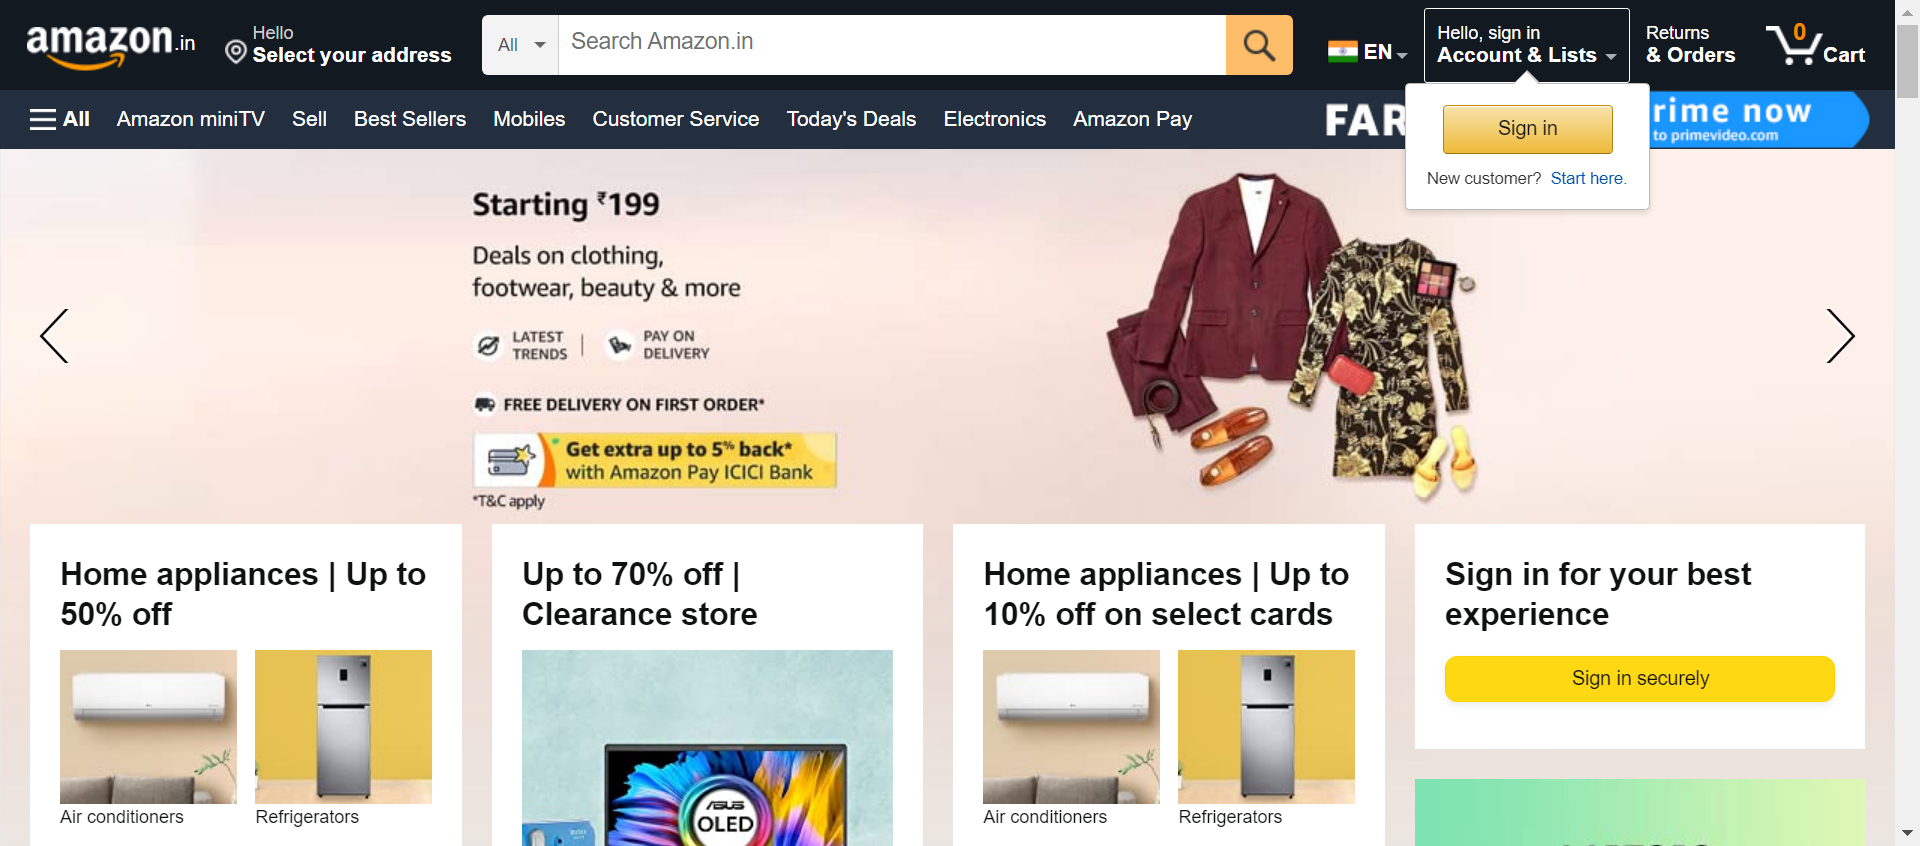 amazon.in
Hello
Select your address
All
Search Amazon.in
EN
Hello, sign in
Account & Lists
Returns
& Orders
0
Cart
All
Amazon miniTV
Sell
Best Sellers
Mobiles
Customer Service
Today's Deals
Electronics
Amazon Pay
FAR
rime now
to primevideo.com
Sign in
New customer? Start here.
Starting ₹199
Deals on clothing,
footwear, beauty & more
LATEST
TRENDS
PAY ON
DELIVERY
FREE DELIVERY ON FIRST ORDER*
Get extra up to 5% back*
with Amazon Pay ICICI Bank
*T&C apply
Home appliances | Up to
50% off
Air conditioners
Refrigerators
Up to 70% off |
Clearance store
ASUS
OLED
Home appliances | Up to
10% off on select cards
Air conditioners
Refrigerators
Sign in for your best
experience
Sign in securely